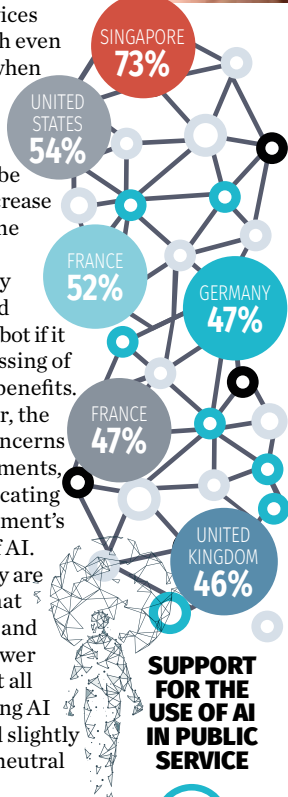 vices
h even
when
be
crease
ne
y
d
bot if it
ssing of
benefits.
r, the
ncerns
ments,
cating
ment's
f AI.
y are
hat
and
wer
t all
ng AI
l slightly
neutral
SINGAPORE
73%
UNITED
STATES
54%
FRANCE
52%
GERMANY
47%
FRANCE
47%
UNITED
KINGDOM
46%
SUPPORT
FOR THE
USE OF AI
IN PUBLIC
SERVICE